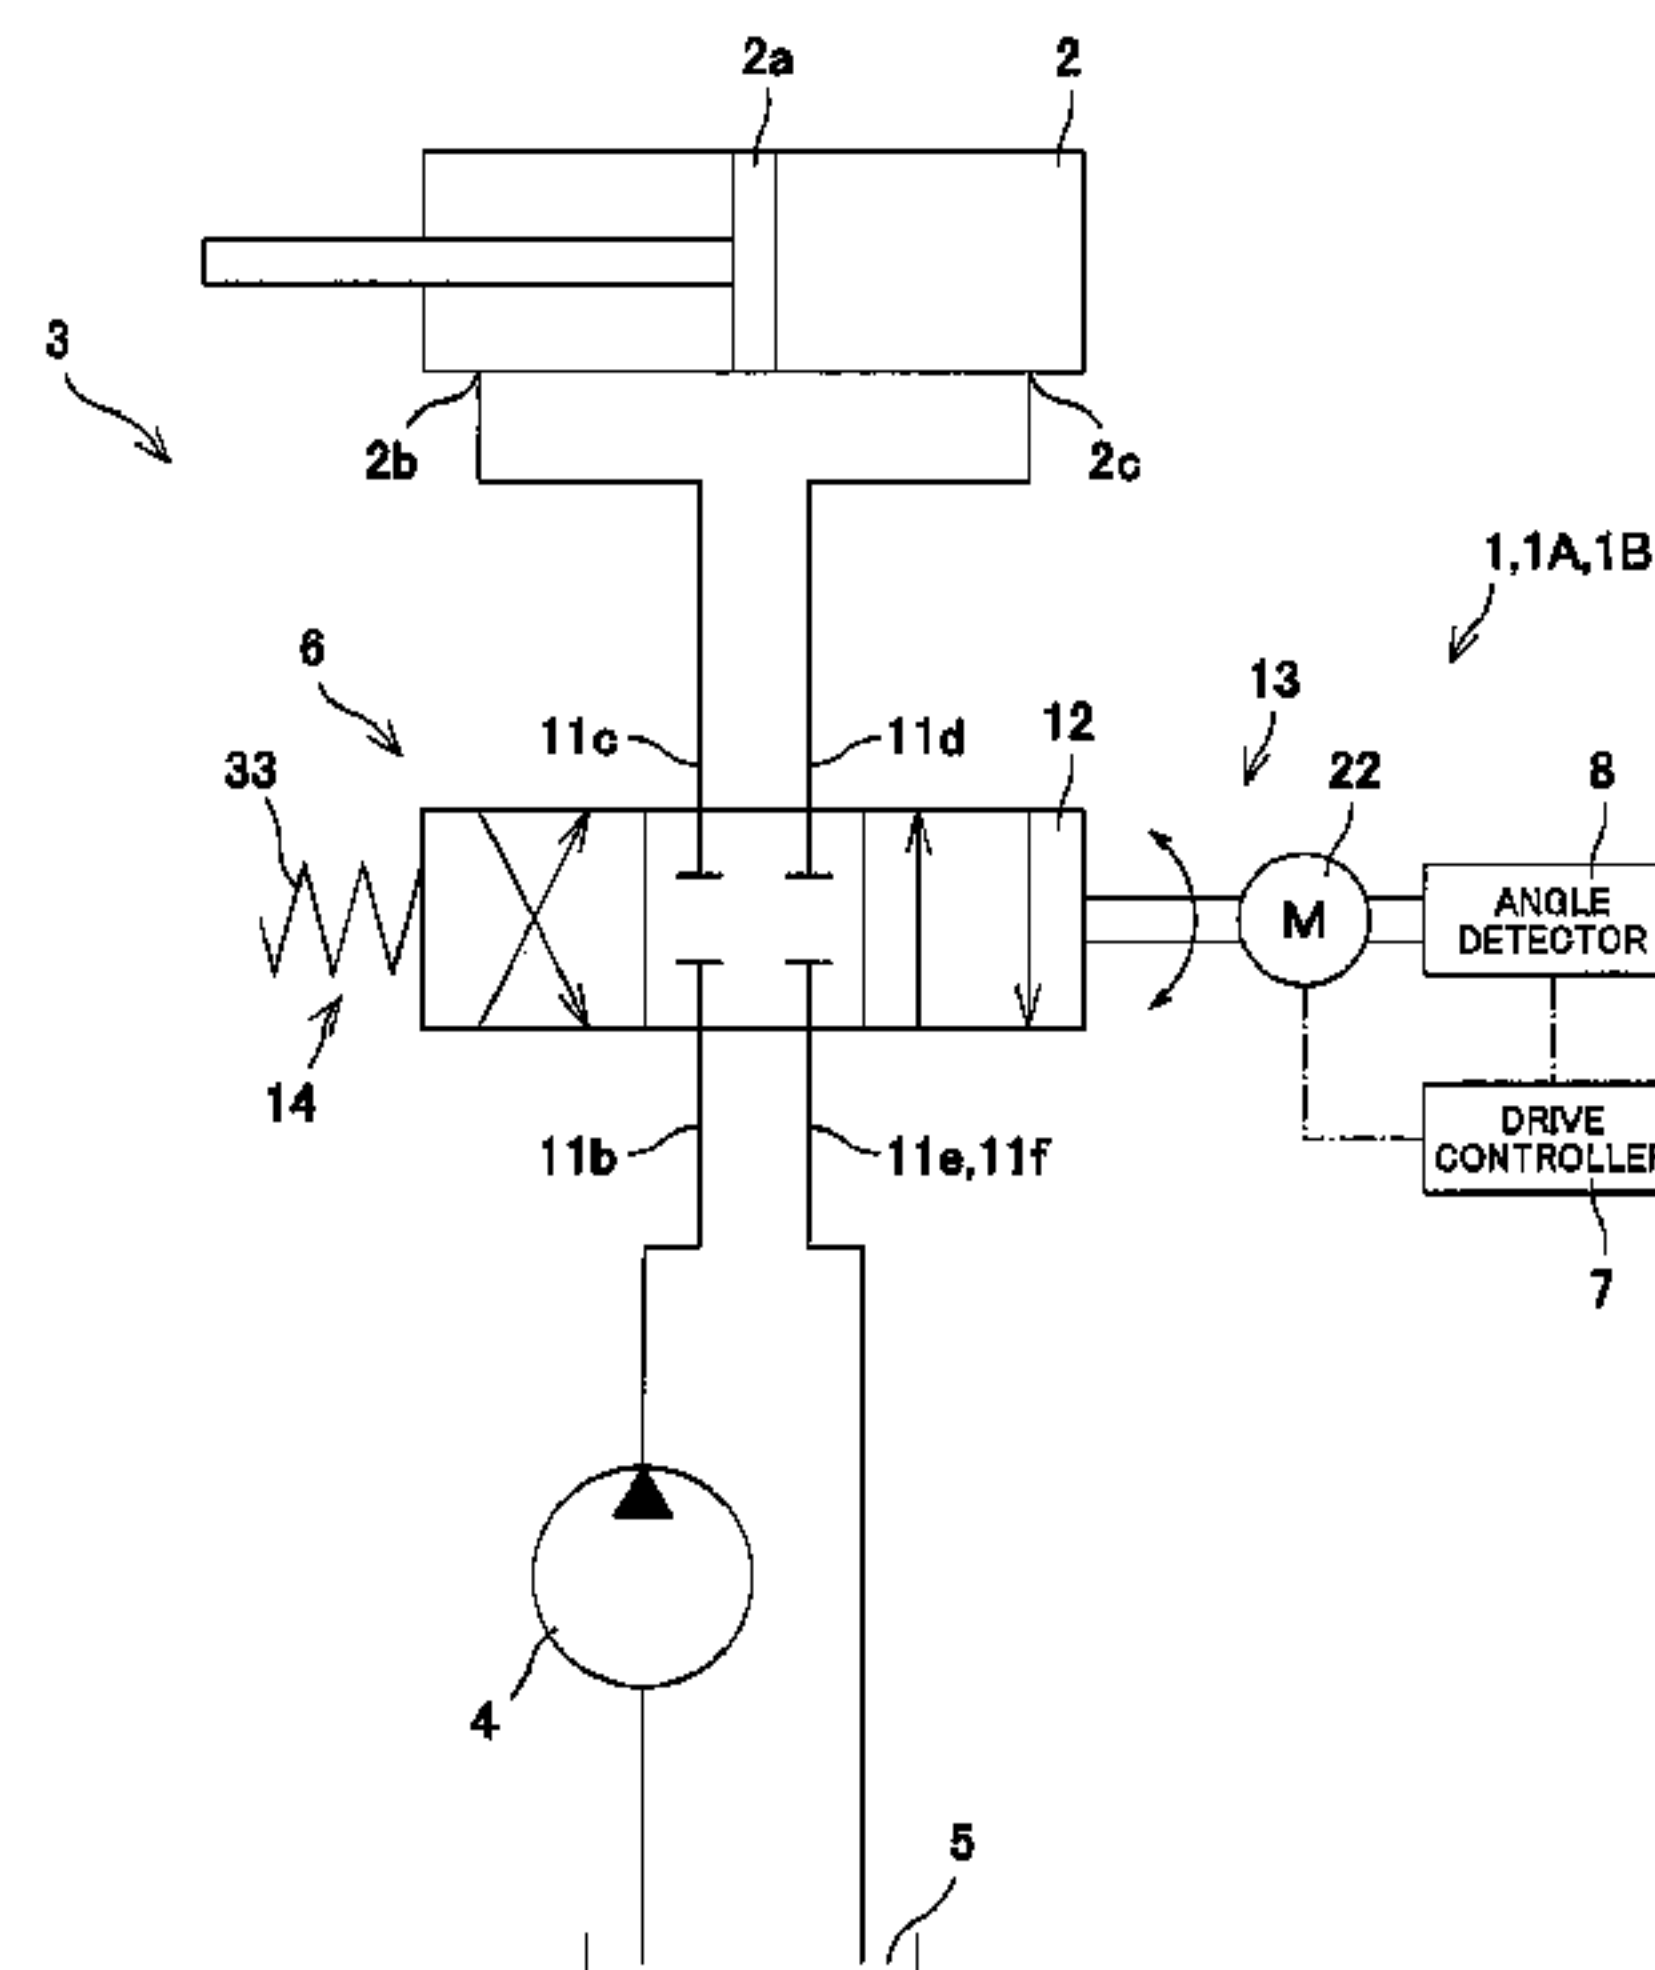 2a
2
3
2b
2c
1,1A,1B
6
13
11c
11d
12
33
22
8
M
ANGLE
DETECTOR
14
DRIVE
CONTROLLER
11b
11e,11f
7
4
5